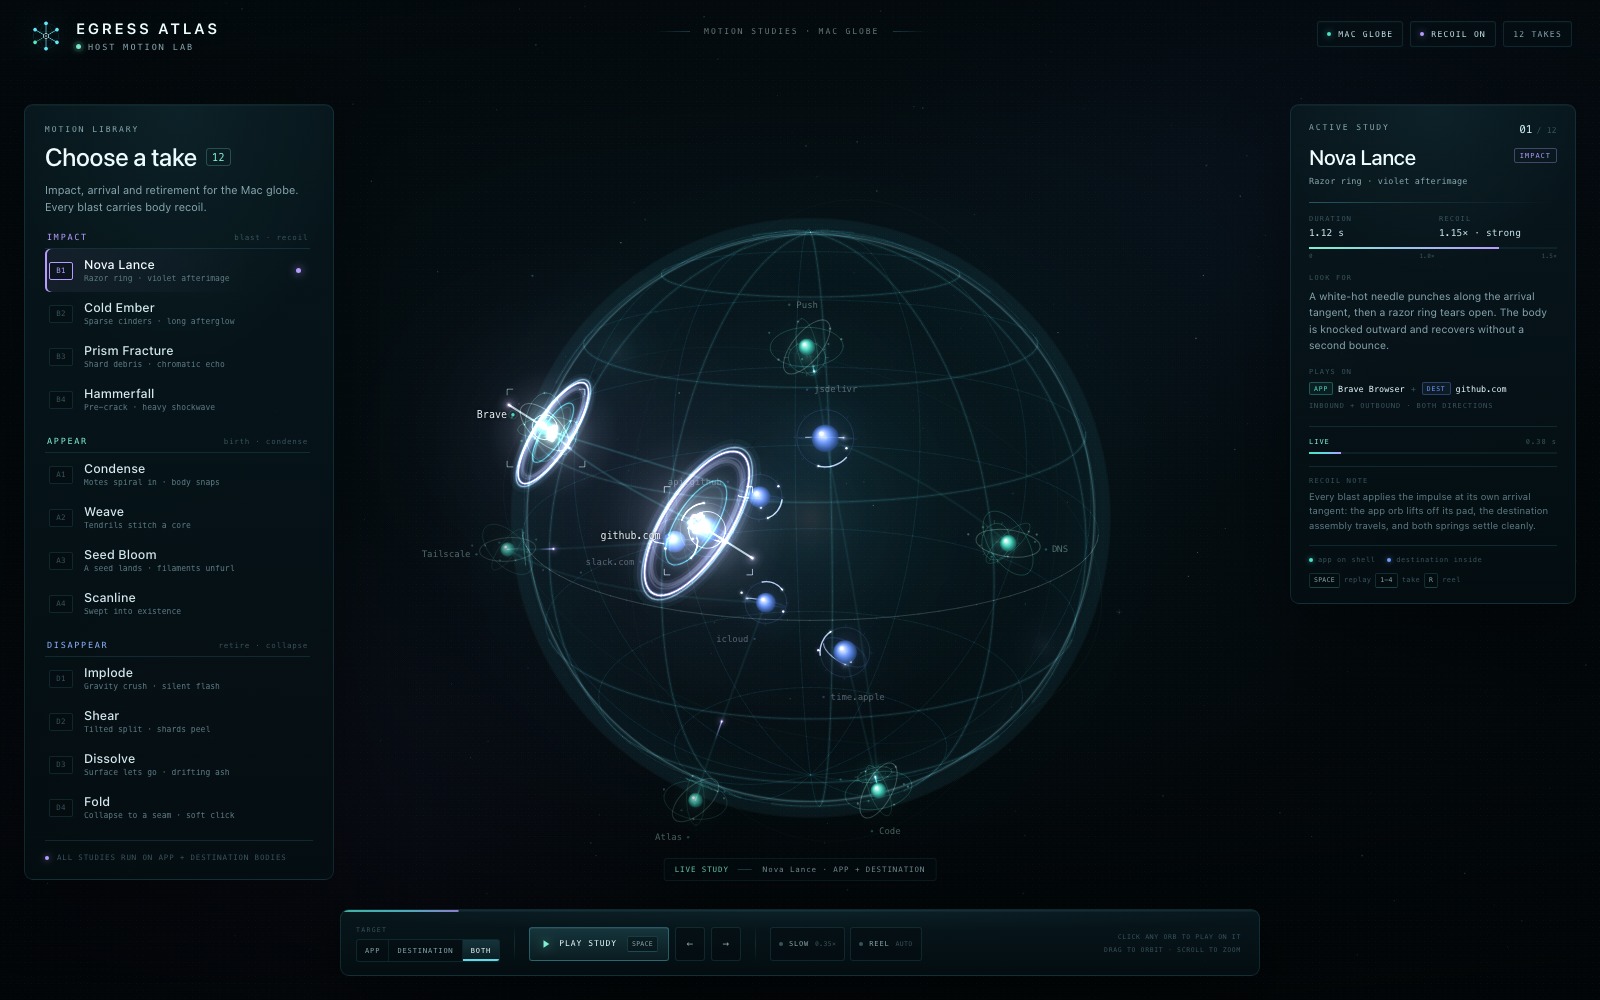 EGRESS ATLAS
HOST MOTION LAB
MOTION STUDIES · MAC GLOBE
MAC GLOBE
RECOIL ON
12 TAKES
MOTION LIBRARY
Choose a take 12
Impact, arrival and retirement for the Mac globe.
Every blast carries body recoil.
IMPACT blast · recoil
B1 Nova Lance
Razor ring · violet afterimage
B2 Cold Ember
Sparse cinders · long afterglow
B3 Prism Fracture
Shard debris · chromatic echo
B4 Hammerfall
Pre-crack · heavy shockwave
APPEAR birth · condense
A1 Condense
Motes spiral in · body snaps
A2 Weave
Tendrils stitch a core
A3 Seed Bloom
A seed lands · filaments unfurl
A4 Scanline
Swept into existence
DISAPPEAR retire · collapse
D1 Implode
Gravity crush · silent flash
D2 Shear
Tilted split · shards peel
D3 Dissolve
Surface lets go · drifting ash
D4 Fold
Collapse to a seam · soft click
ALL STUDIES RUN ON APP + DESTINATION BODIES
Push
jsdelivr
Brave
api.github
github.com
slack.com
Tailscale
DNS
icloud
time.apple
Atlas
Code
LIVE STUDY — Nova Lance · APP + DESTINATION
ACTIVE STUDY 01 / 12
Nova Lance IMPACT
Razor ring · violet afterimage
DURATION RECOIL
1.12 s 1.15× · strong
0 1.0× 1.5×
LOOK FOR
A white-hot needle punches along the arrival
tangent, then a razor ring tears open. The body
is knocked outward and recovers without a
second bounce.
PLAYS ON
APP Brave Browser + DEST github.com
INBOUND + OUTBOUND · BOTH DIRECTIONS
LIVE 0.38 s
RECOIL NOTE
Every blast applies the impulse at its own arrival
tangent: the app orb lifts off its pad, the destination
assembly travels, and both springs settle cleanly.
app on shell destination inside
SPACE replay 1–4 take R reel
TARGET
APP DESTINATION BOTH
PLAY STUDY SPACE
← →
SLOW 0.35×
REEL AUTO
CLICK ANY ORB TO PLAY ON IT
DRAG TO ORBIT · SCROLL TO ZOOM